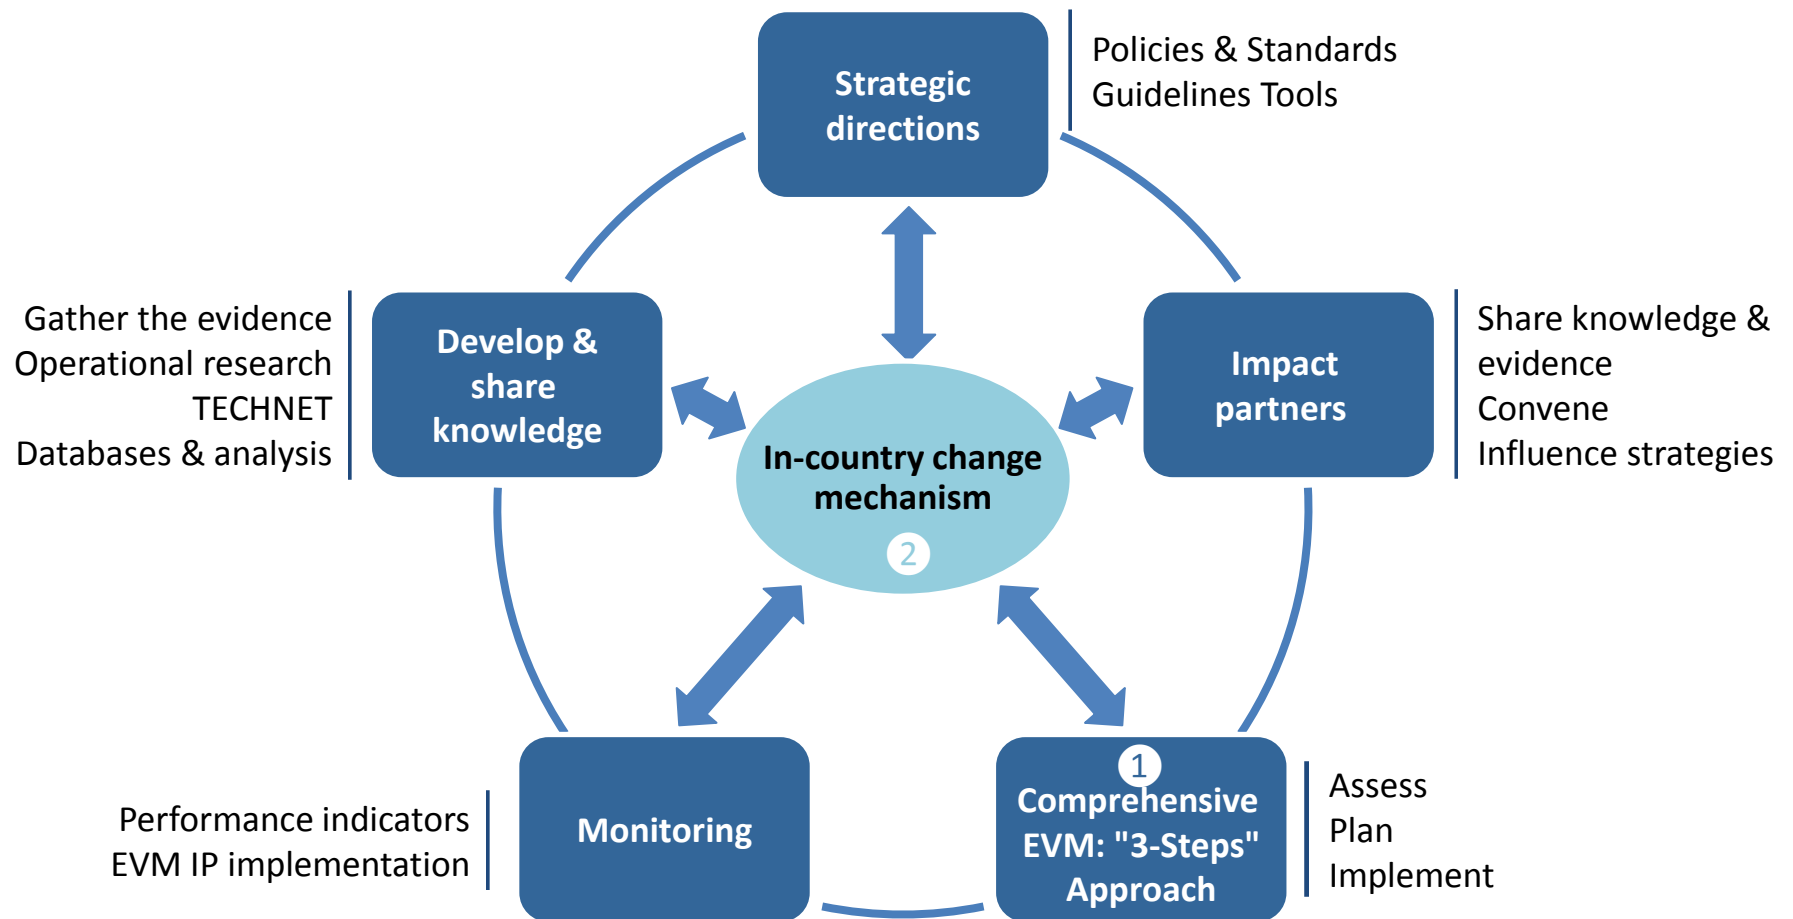 Strategic
directions
Policies & Standards
Guidelines Tools
Gather the evidence
Operational research
TECHNET
Databases & analysis
Develop &
share
knowledge
Impact
partners
Share knowledge &
evidence
Convene
Influence strategies
In-country change
mechanism
2
Performance indicators
EVM IP implementation
Monitoring
1
Comprehensive
EVM: "3-Steps"
Approach
Assess
Plan
Implement